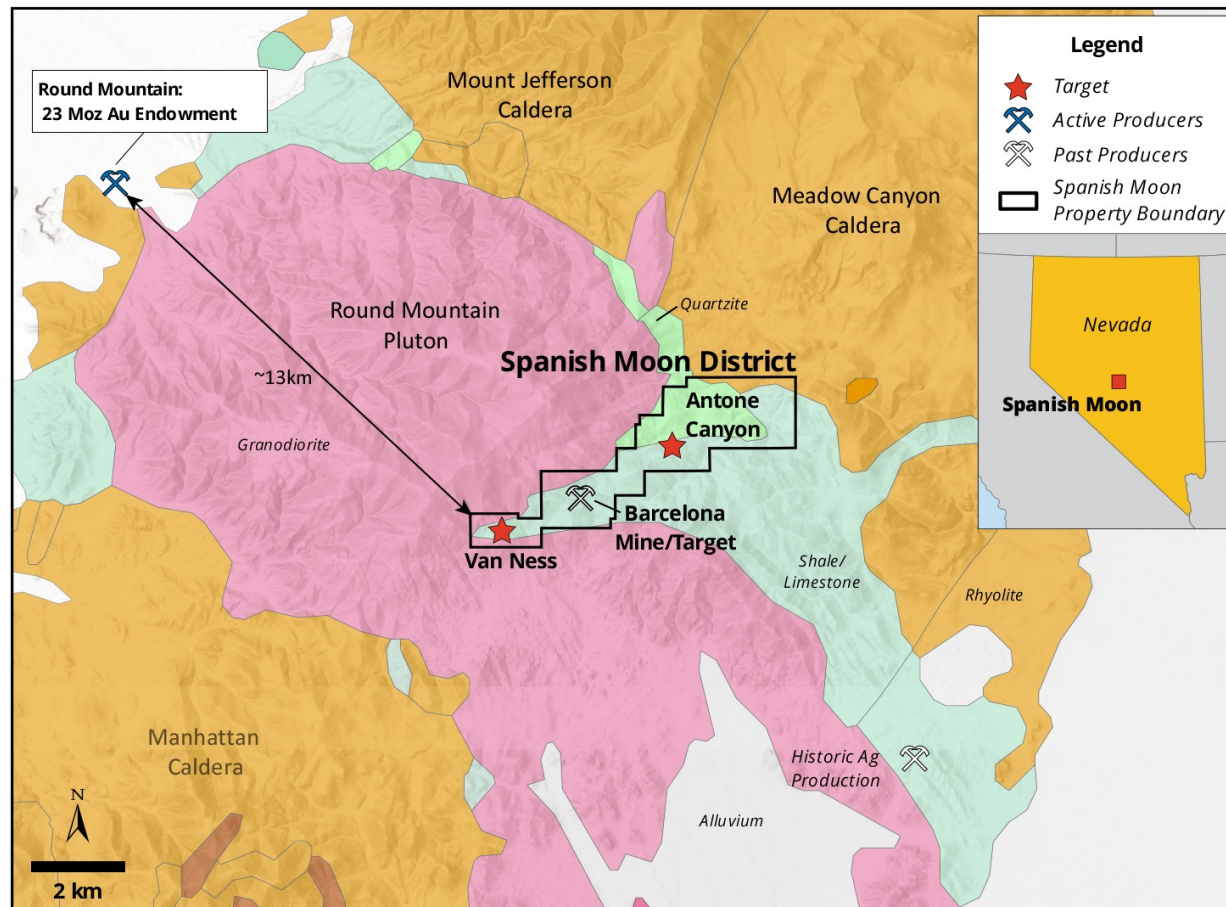 Round Mountain:
23 Moz Au Endowment
Mount Jefferson
Caldera
Meadow Canyon
Caldera
Round Mountain
Pluton
Quartzite
~13km
Spanish Moon District
Antone
Canyon
Granodiorite
Barcelona
Mine/Target
Van Ness
Shale/
Limestone
Rhyolite
Manhattan
Caldera
Historic Ag
Production
Alluvium
N
2 km
Legend
Target
Active Producers
Past Producers
Spanish Moon
Property Boundary
Nevada
Spanish Moon